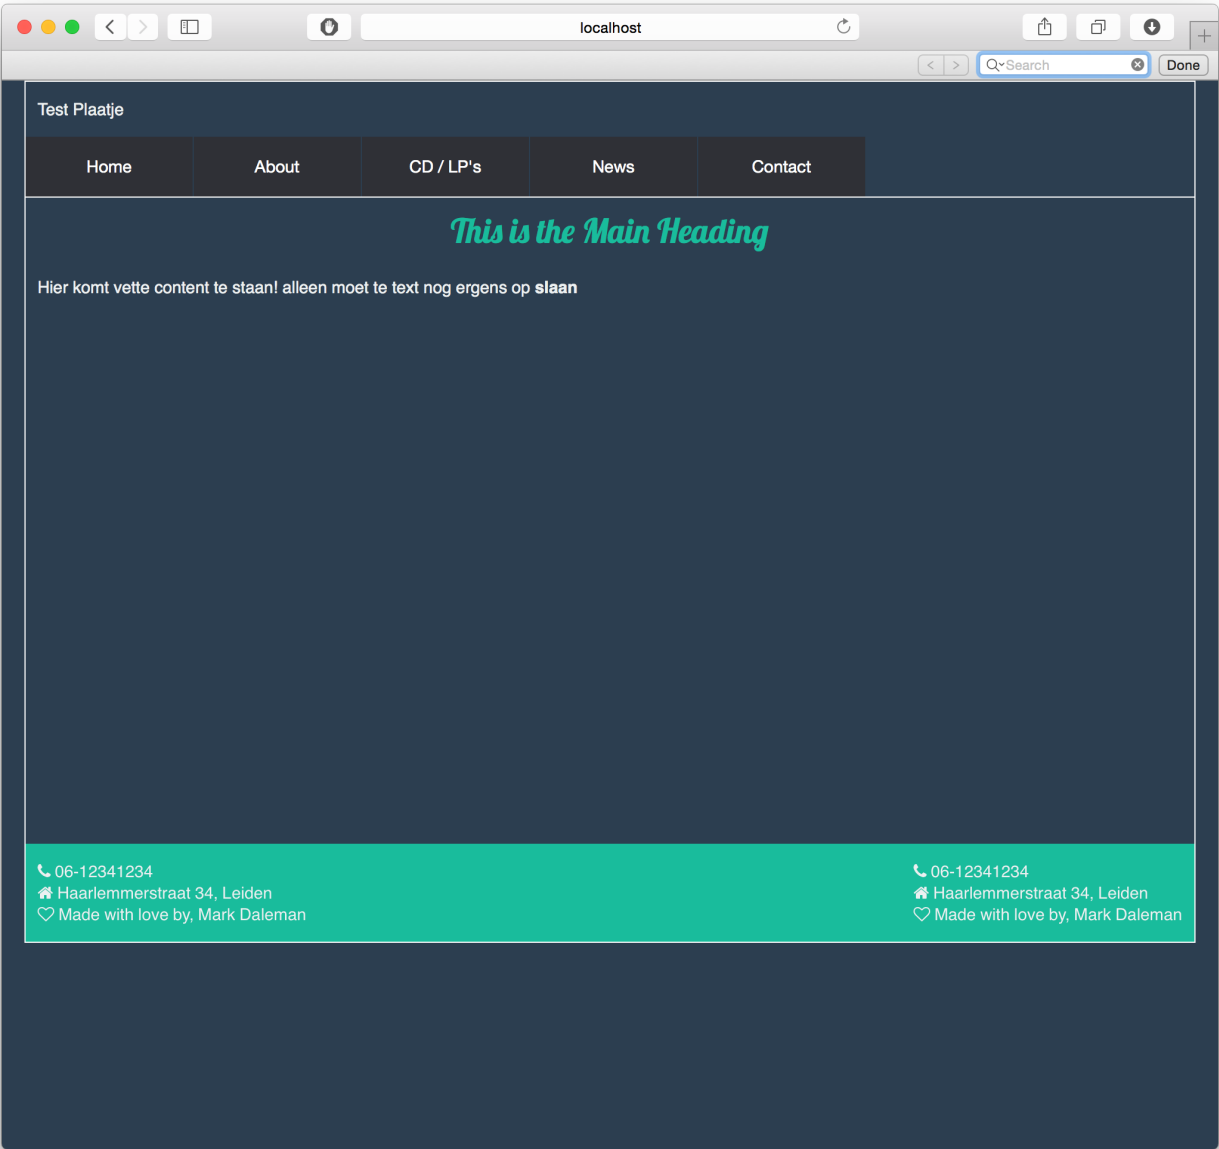 localhost
Search
Done
Test Plaatje
Home About CD / LP's News Contact
This is the Main Heading
Hier komt vette content te staan! alleen moet te text nog ergens op slaan
06-12341234
Haarlemmerstraat 34, Leiden
Made with love by, Mark Daleman
06-12341234
Haarlemmerstraat 34, Leiden
Made with love by, Mark Daleman